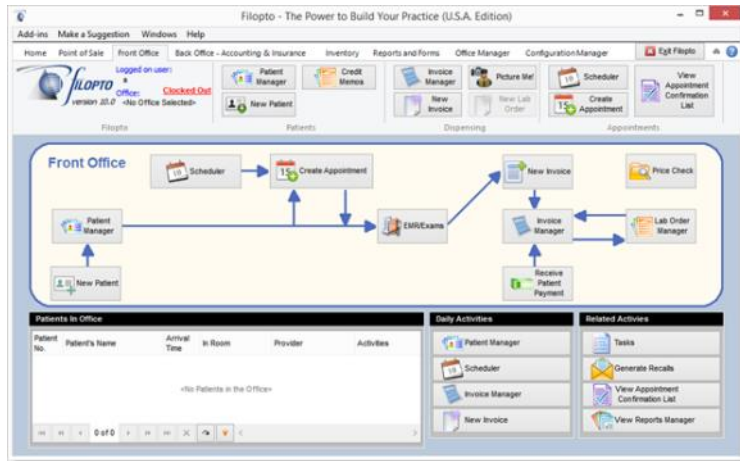 Filopto - The Power to Build Your Practice (U.S.A. Edition)
Add-ins Make a Suggestion Windows Help
Home Point of Sale Front Office Back Office - Accounting & Insurance Inventory Reports and Forms Office Manager Configuration Manager Exit Filopto
FILOPTO
version 10.0
Logged on user:
Office: Clocked Out
<No Office Selected>
Filopto
Patient Manager
Credit Memos
New Patient
Patients
Invoice Manager
Picture Me!
New Invoice
New Lab Order
Dispensing
Scheduler
Create Appointment
View Appointment Confirmation List
Appointments
Front Office
Scheduler
Create Appointment
New Invoice
Price Check
Patient Manager
EMR/Exams
Invoice Manager
Lab Order Manager
New Patient
Receive Patient Payment
Patients In Office
Patient No. Patient's Name Arrival Time In Room Provider Activities
<No Patients in the Office>
0 of 0
Daily Activities
Patient Manager
Scheduler
Invoice Manager
New Invoice
Related Activies
Tasks
Generate Recalls
View Appointment Confirmation List
View Reports Manager